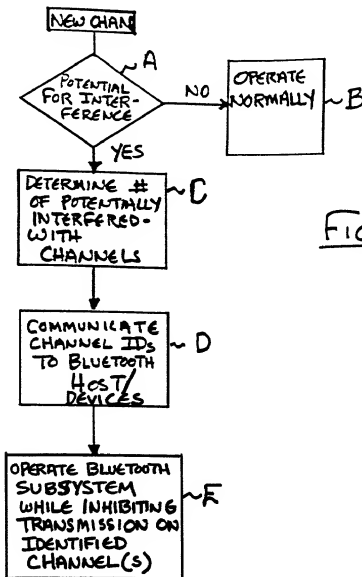 NEW CHAN
A
POTENTIAL
FOR INTER-
FERENCE
NO
OPERATE
NORMALLY
B
YES
DETERMINE #
OF POTENTIALLY
INTERFERED-
WITH
CHANNELS
C
FIG
COMMUNICATE
CHANNEL IDs
TO BLUETOOTH
HOST/
DEVICES
D
OPERATE BLUETOOTH
SUBSYSTEM
WHILE INHIBITING
TRANSMISSION ON
IDENTIFIED
CHANNEL(S)
E